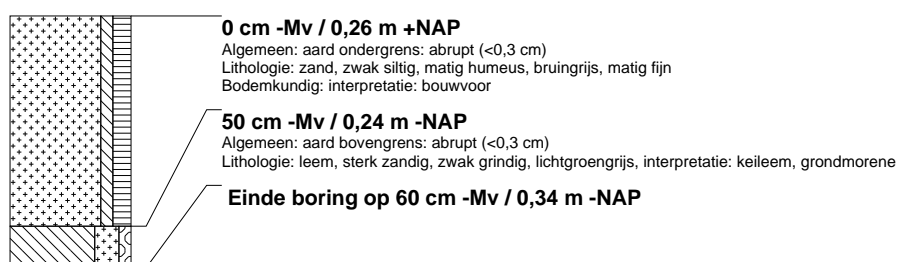 0 cm -Mv / 0,26 m +NAP
Algemeen: aard ondergrens: abrupt (<0,3 cm)
Lithologie: zand, zwak siltig, matig humeus, bruingrijs, matig fijn
Bodemkundig: interpretatie: bouwvoor
50 cm -Mv / 0,24 m -NAP
Algemeen: aard bovengrens: abrupt (<0,3 cm)
Lithologie: leem, sterk zandig, zwak grindig, lichtgroengrijs, interpretatie: keileem, grondmorene
Einde boring op 60 cm -Mv / 0,34 m -NAP